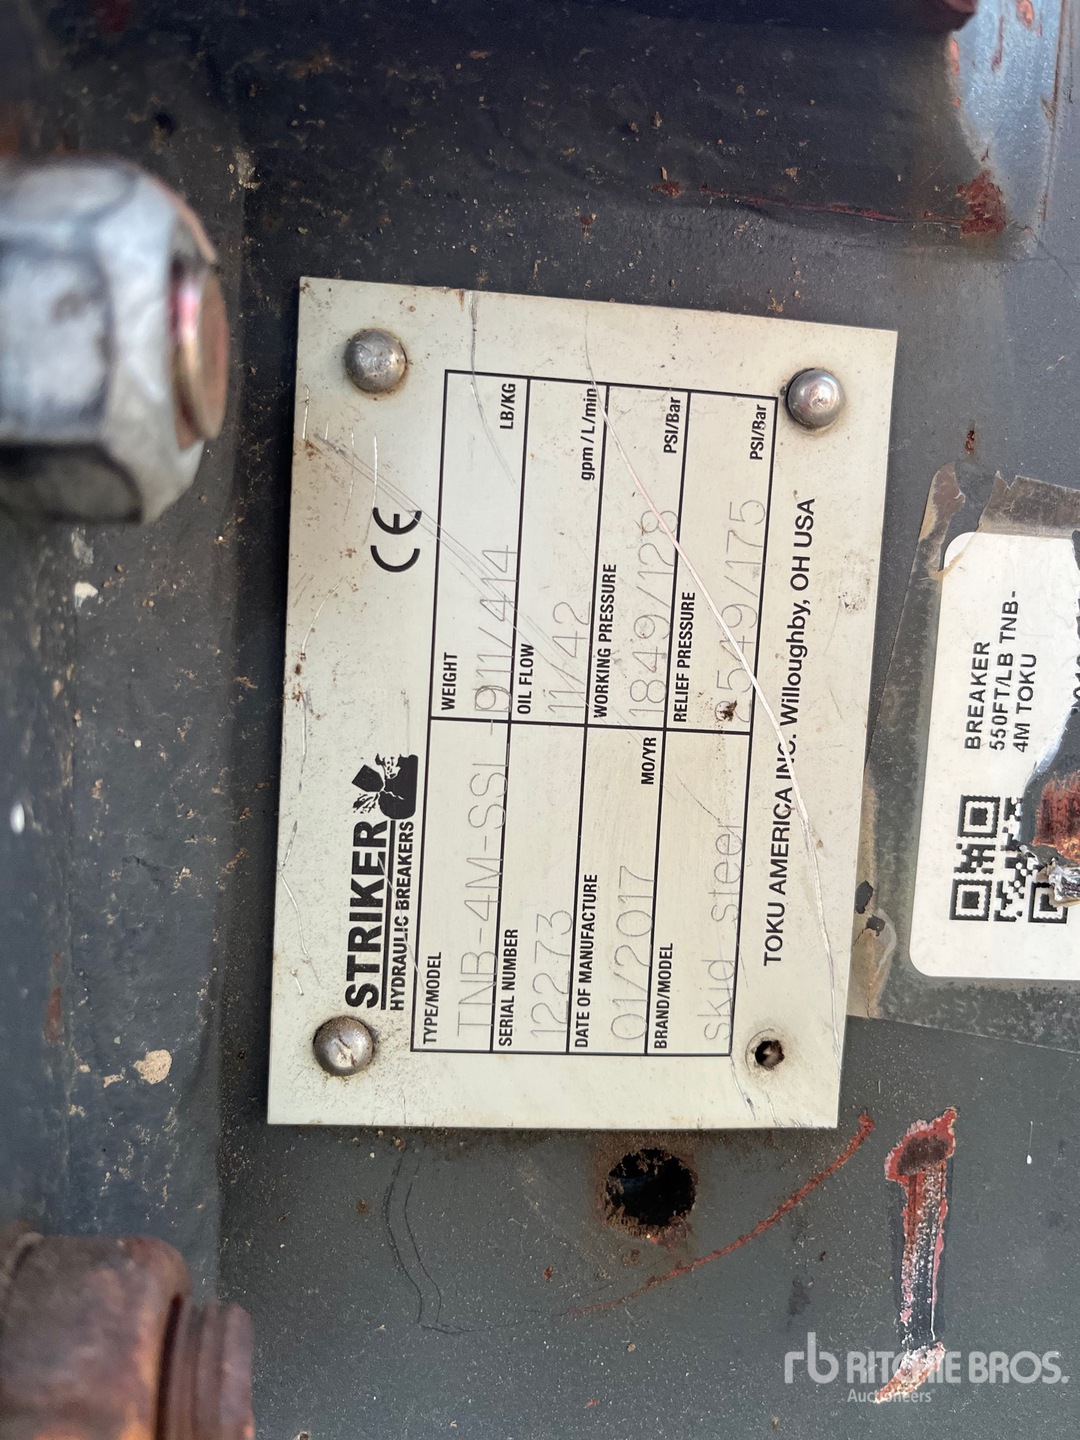 STRIKER
HYDRAULIC BREAKERS
CE
TYPE/MODEL
TNB-4M-SSL
WEIGHT
911/414
LB/KG
SERIAL NUMBER
12273
OIL FLOW
11/42
gpm/L/min
DATE OF MANUFACTURE
01/2017
MO/YR
WORKING PRESSURE
1849/128
PSI/Bar
BRAND/MODEL
skid steer
RELIEF PRESSURE
2549/175
PSI/Bar
TOKU AMERICA INC. Willoughby, OH USA
BREAKER
550FT/LB TNB-
4M TOKU
rb RITCHIE BROS.
Auctioneers